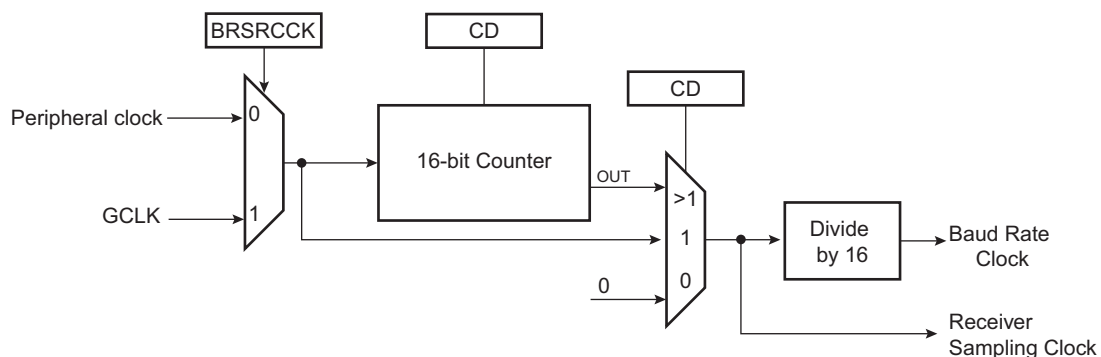 BRSRCCK
CD
CD
Peripheral clock
0
16-bit Counter
OUT
>1
GCLK
1
1
Divide
by 16
Baud Rate
Clock
0
0
Receiver
Sampling Clock